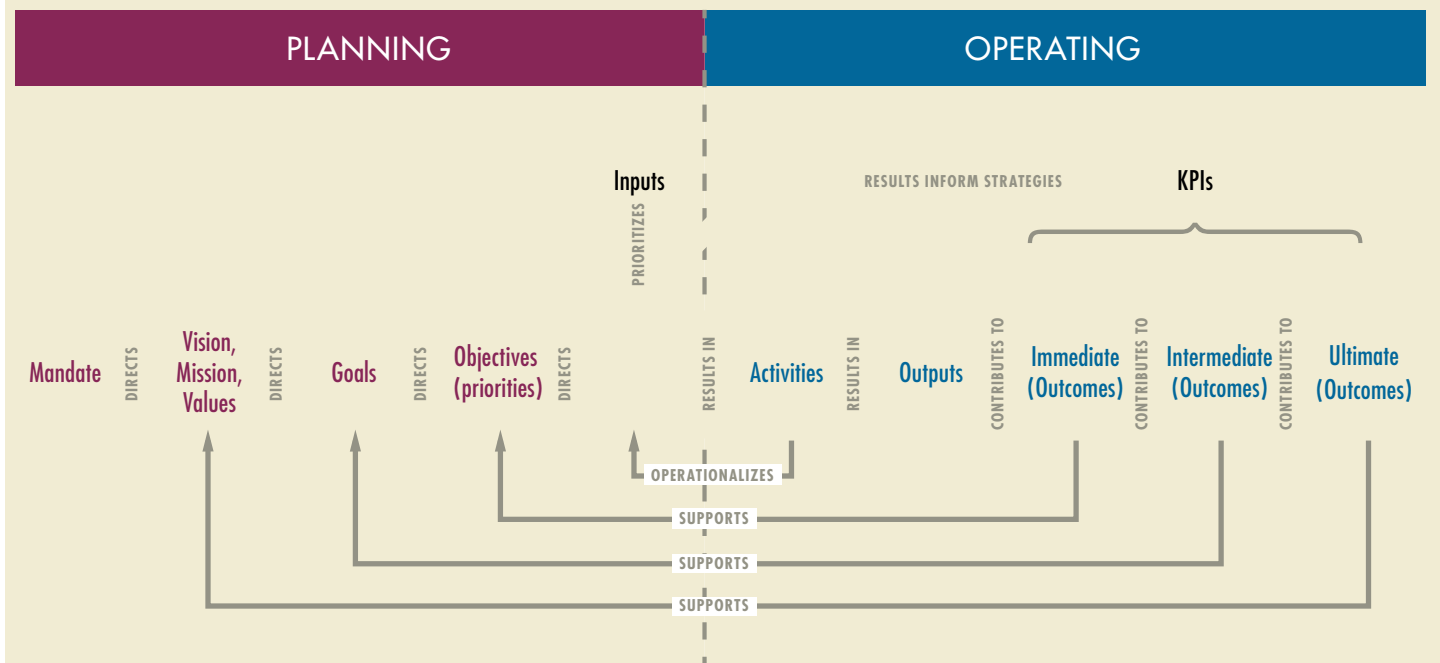 PLANNING
OPERATING
Inputs
RESULTS INFORM STRATEGIES
KPIs
PRIORITIZES
Mandate
DIRECTS
Vision,
Mission,
Values
DIRECTS
Goals
DIRECTS
Objectives
(priorities)
DIRECTS
RESULTS IN
Activities
RESULTS IN
Outputs
CONTRIBUTES TO
Immediate
(Outcomes)
CONTRIBUTES TO
Intermediate
(Outcomes)
CONTRIBUTES TO
Ultimate
(Outcomes)
OPERATIONALIZES
SUPPORTS
SUPPORTS
SUPPORTS